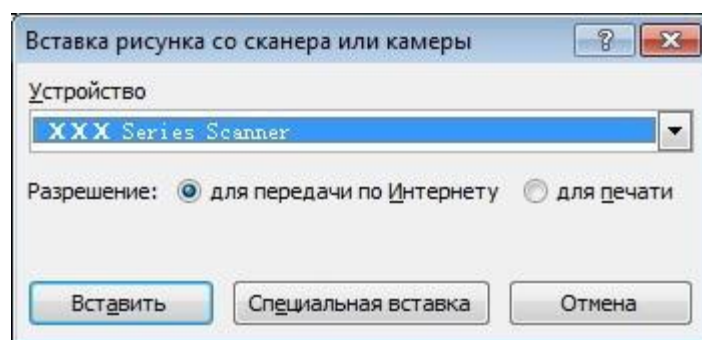 Вставка рисунка со сканера или камеры
Устройство
XXX Series Scanner
Разрешение: для передачи по Интернету для печати
Вставить Специальная вставка Отмена